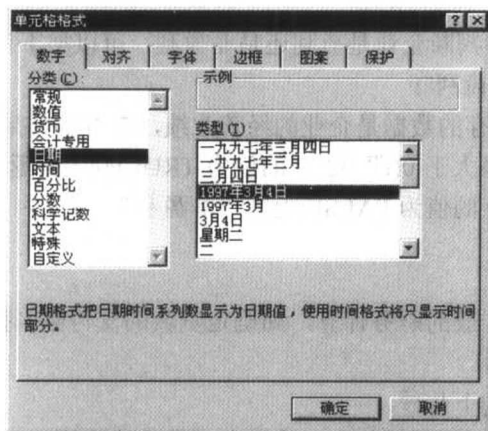 单元格格式
数字 对齐 字体 边框 图案 保护
分类(C):
常规
数值
货币
会计专用
日期
时间
百分比
分数
科学记数
文本
特殊
自定义
示例
类型(T)
一九九七年三月四日
一九九七年三月
三月四日
1997年3月4日
1997年3月
3月4日
星期二
二
日期格式把日期时间系列数显示为日期值，使用时间格式将只显示时间
部分。
确定 取消